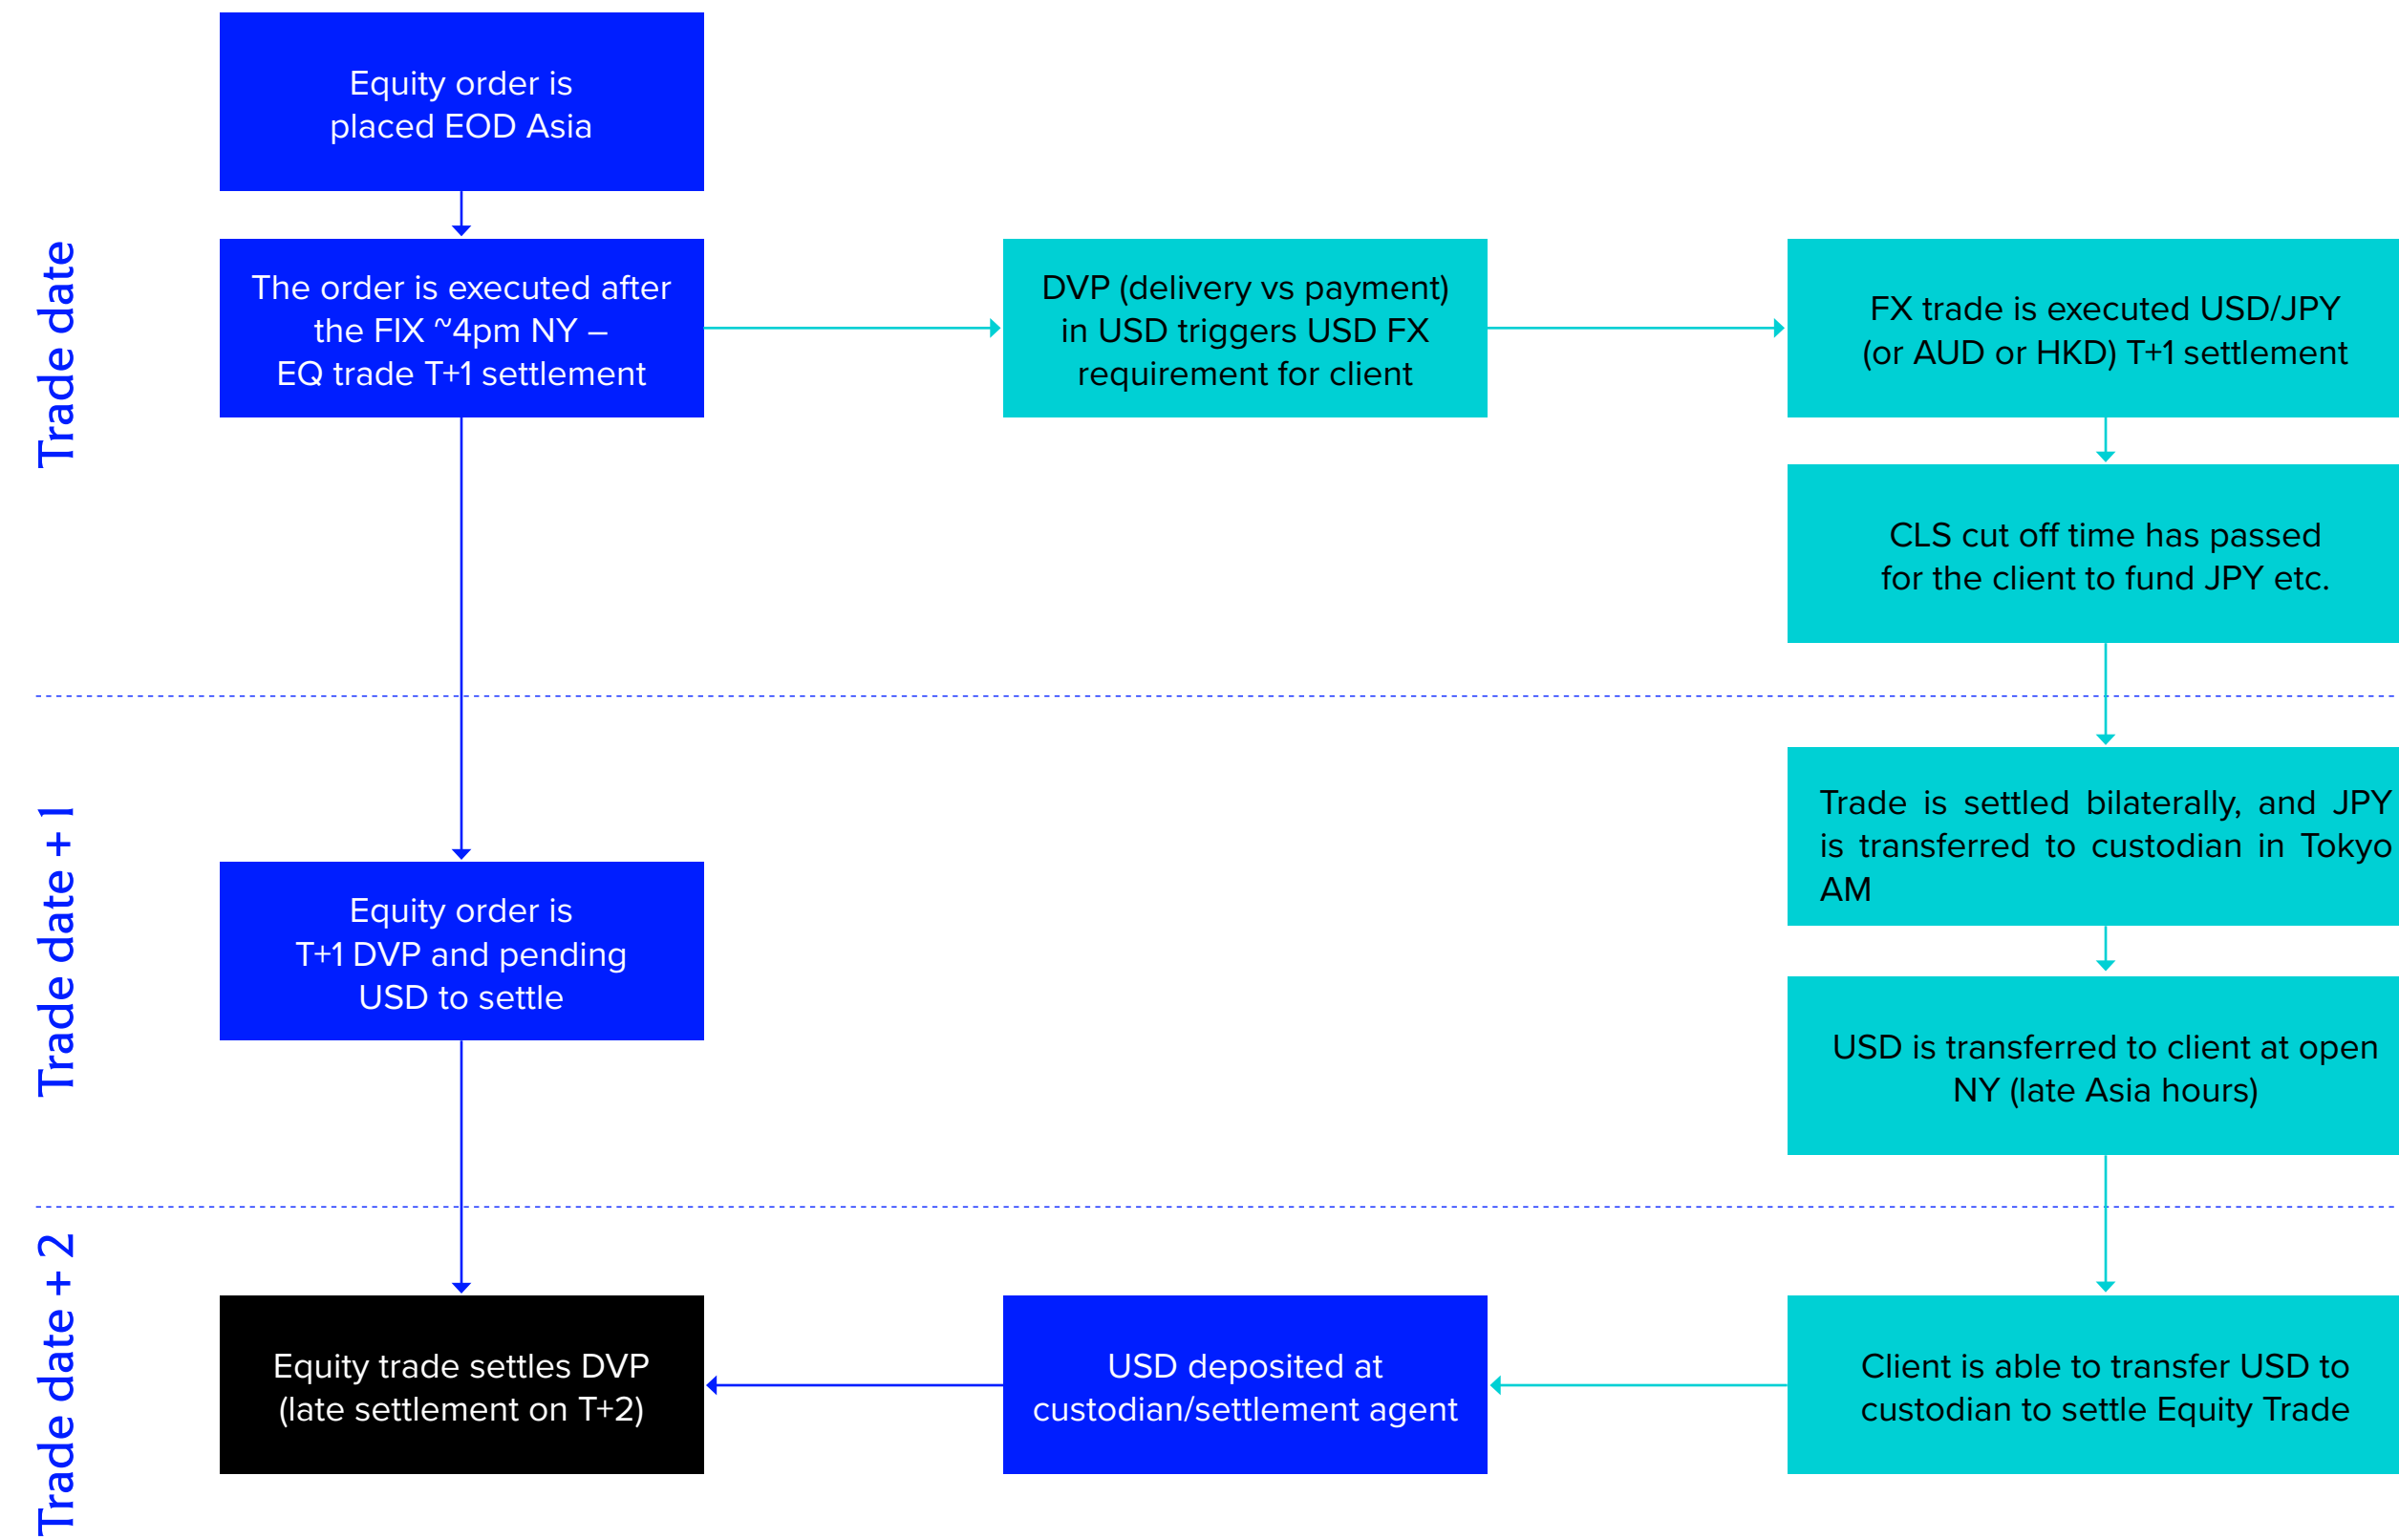 Trade date
Equity order is
placed EOD Asia
The order is executed after
the FIX ~4pm NY –
EQ trade T+1 settlement
DVP (delivery vs payment)
in USD triggers USD FX
requirement for client
FX trade is executed USD/JPY
(or AUD or HKD) T+1 settlement
CLS cut off time has passed
for the client to fund JPY etc.
Trade date + 1
Equity order is
T+1 DVP and pending
USD to settle
Trade is settled bilaterally, and JPY
is transferred to custodian in Tokyo
AM
USD is transferred to client at open
NY (late Asia hours)
Trade date + 2
Equity trade settles DVP
(late settlement on T+2)
USD deposited at
custodian/settlement agent
Client is able to transfer USD to
custodian to settle Equity Trade